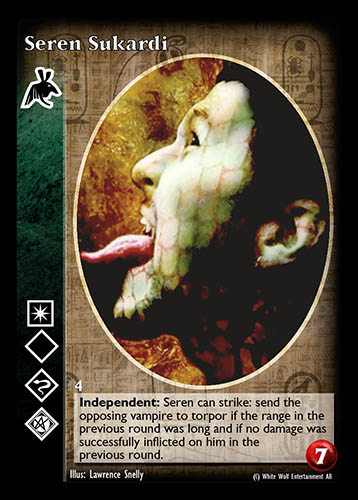 Seren Sukardi
4
Independent: Seren can strike: send the
opposing vampire to torpor if the range in the
previous round was long and if no damage was
successfully inflicted on him in the
previous round.
7
Illus: Lawrence Snelly
(C) White Wolf Entertainment AB